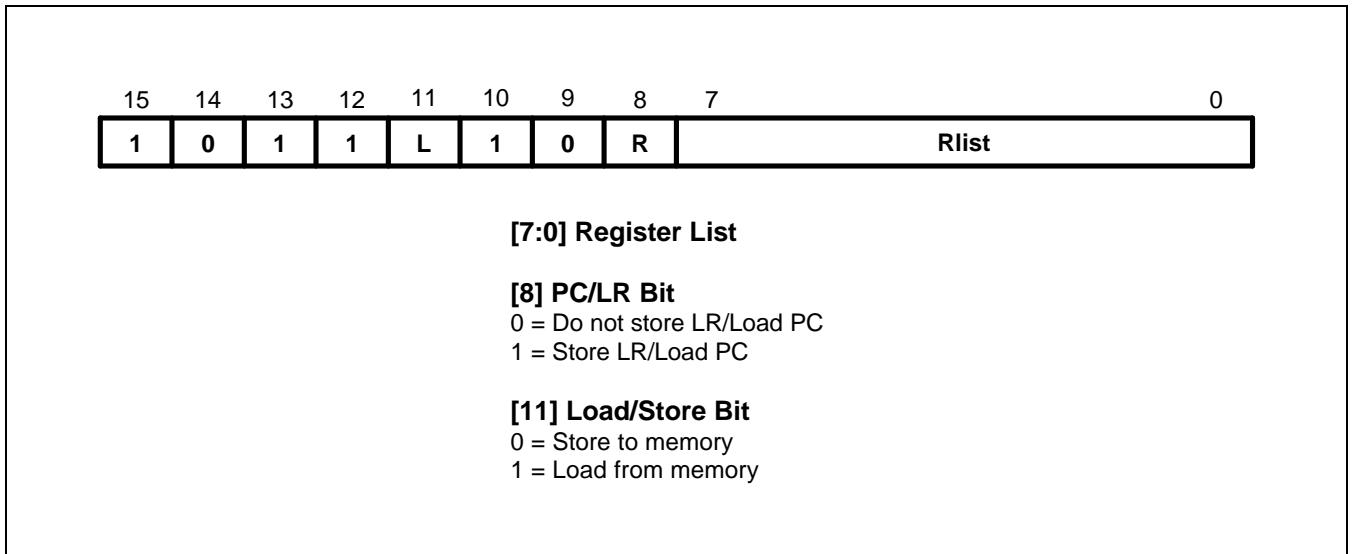 15 14 13 12 11 10 9 8 7 0
1 0 1 1 L 1 0 R Rlist
[7:0] Register List
[8] PC/LR Bit
0 = Do not store LR/Load PC
1 = Store LR/Load PC
[11] Load/Store Bit
0 = Store to memory
1 = Load from memory